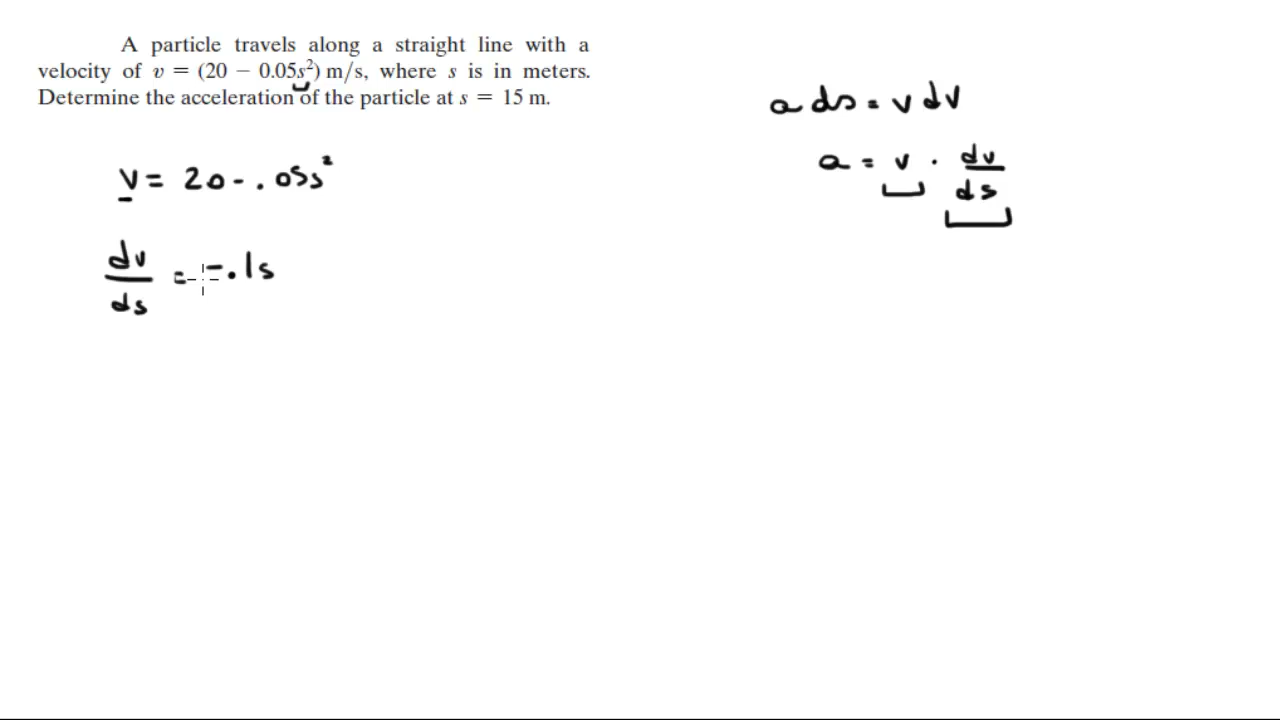 A particle travels along a straight line with a
velocity of v = (20 − 0.05s²) m/s, where s is in meters.
Determine the acceleration of the particle at s = 15 m.
a ds = v dv
a = v · dv/ds
v = 20 - .05s²
dv/ds = -.1s